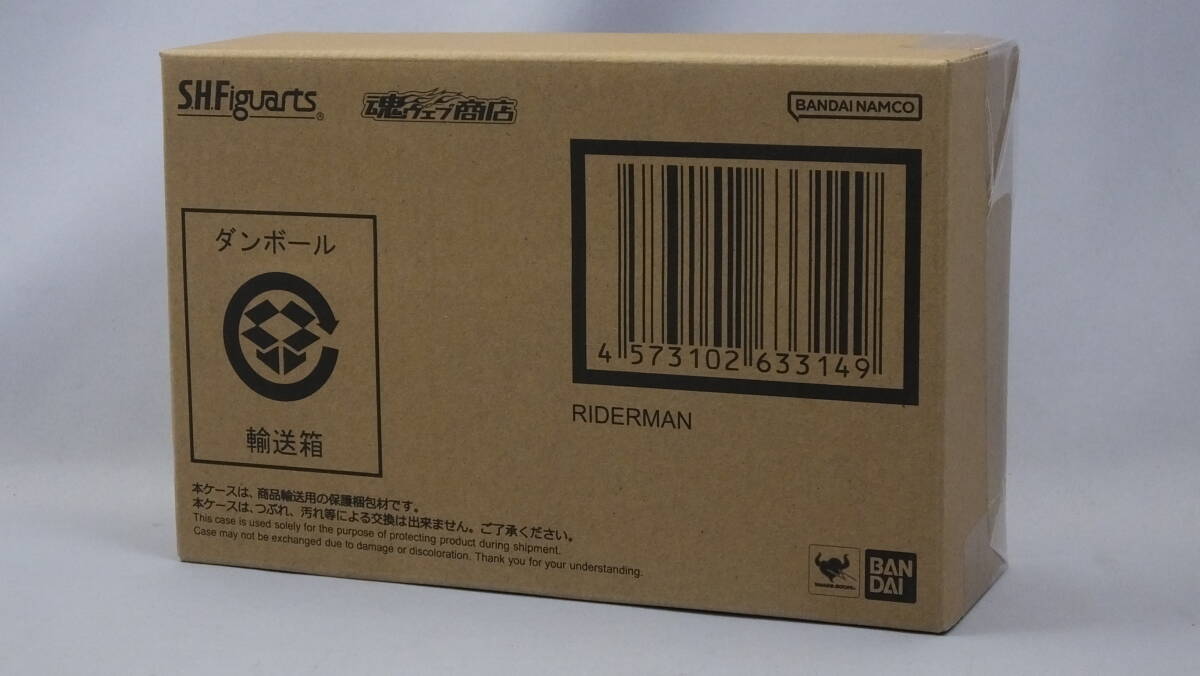 S.H.Figuarts®
魂ウェブ商店
BANDAI NAMCO
ダンボール
輸送箱
4 573102 633149
RIDERMAN
本ケースは、商品輸送用の保護梱包材です。
本ケースは、つぶれ、汚れ等による交換は出来ません。ご了承ください。
This case is used solely for the purpose of protecting product during shipment.
Case may not be exchanged due to damage or discoloration. Thank you for your understanding.
BAN
DAI